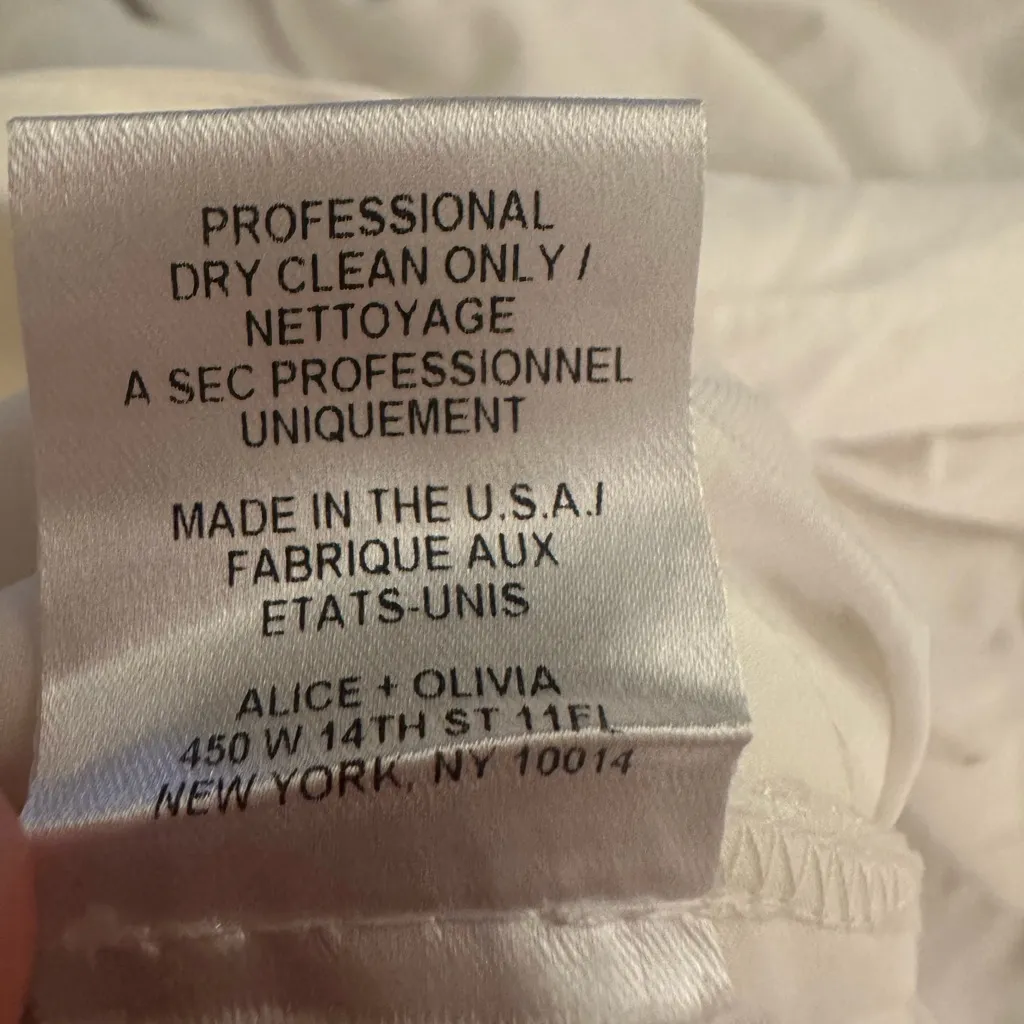 PROFESSIONAL
DRY CLEAN ONLY /
NETTOYAGE
A SEC PROFESSIONNEL
UNIQUEMENT
MADE IN THE U.S.A./
FABRIQUE AUX
ETATS-UNIS
ALICE + OLIVIA
450 W 14TH ST 11FL
NEW YORK, NY 10014